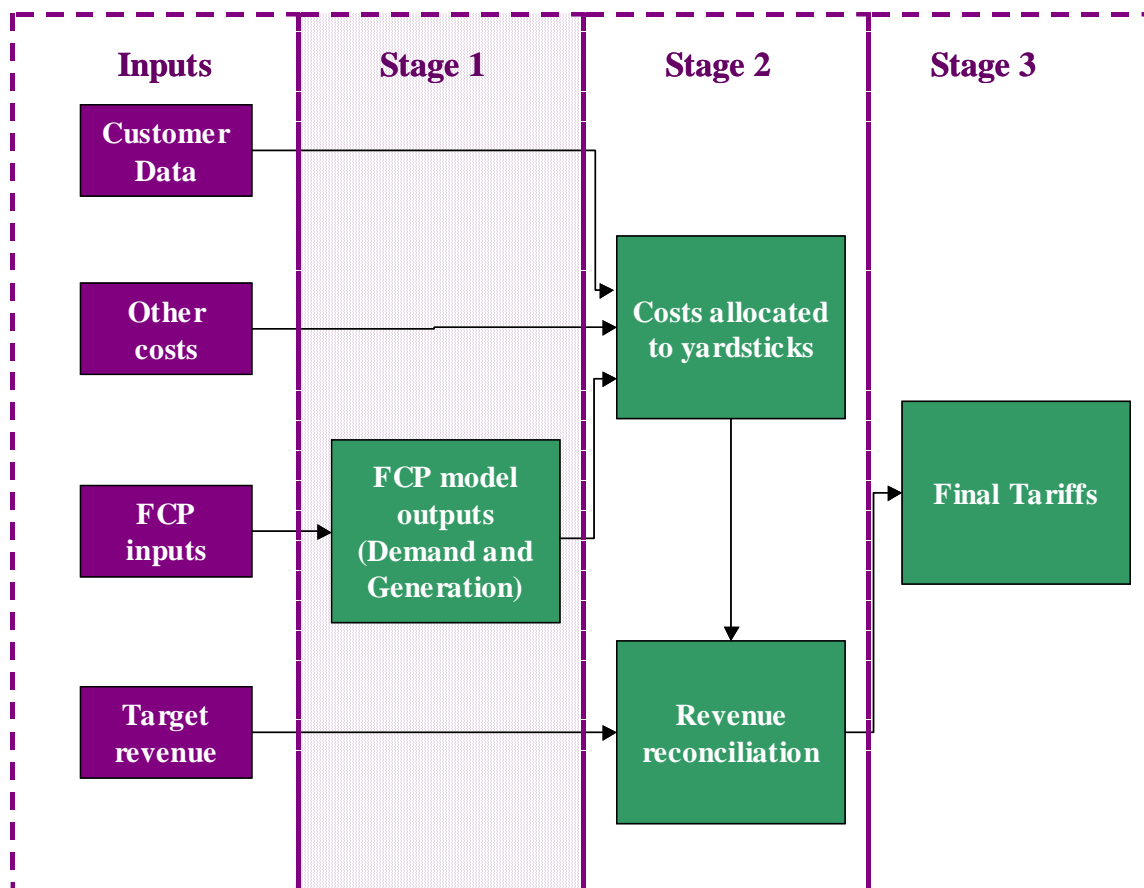 Inputs
Stage 1
Stage 2
Stage 3
Customer
Data
Other
costs
FCP
inputs
Target
revenue
FCP model
outputs
(Demand and
Generation)
Costs allocated
to yardsticks
Revenue
reconciliation
Final Tariffs